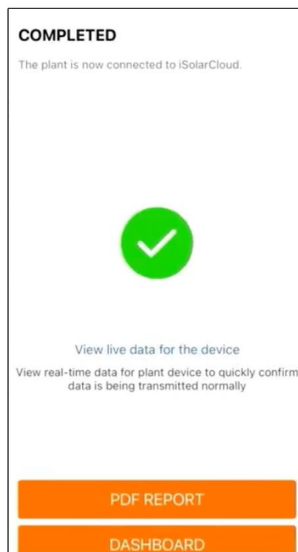 COMPLETED
The plant is now connected to iSolarCloud.
View live data for the device
View real-time data for plant device to quickly confirm
data is being transmitted normally
PDF REPORT
DASHBOARD